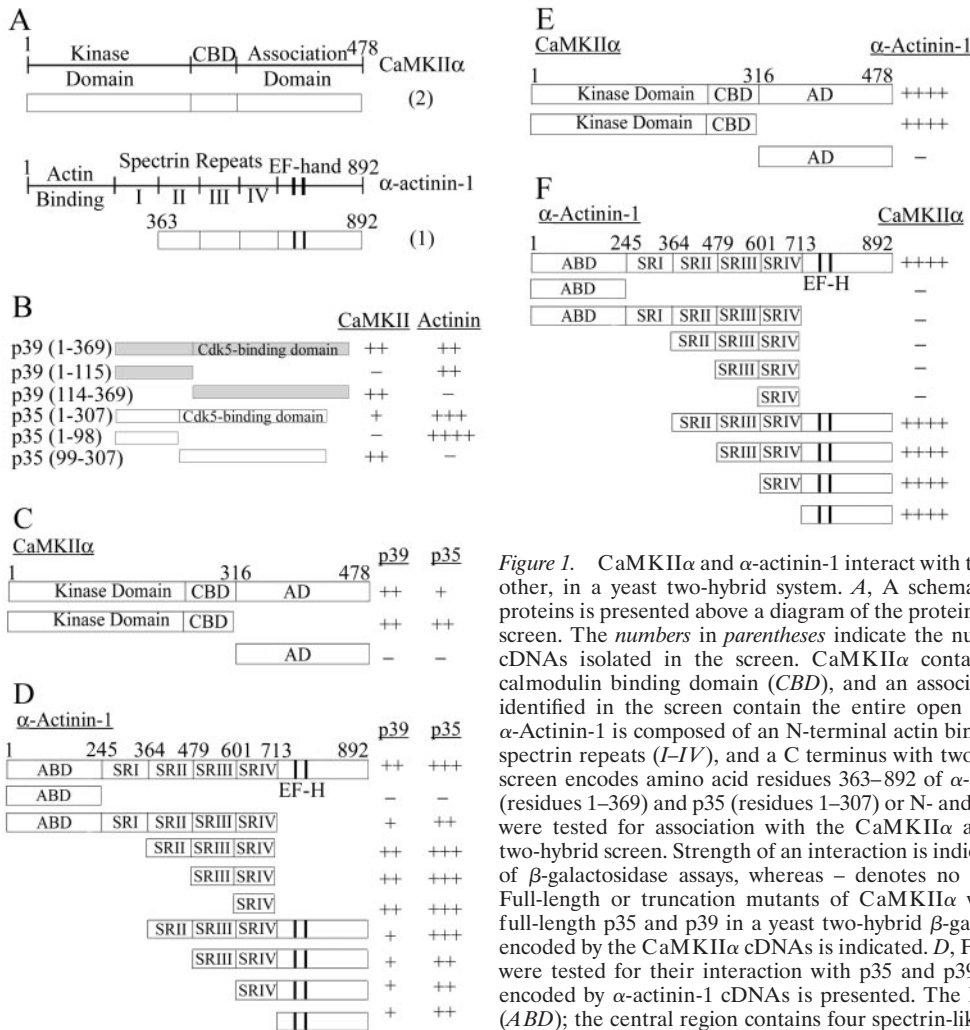 A
1 478
Kinase CBD Association CaMKIIα
Domain Domain
(2)
1 Spectrin Repeats EF-hand 892
Actin α-actinin-1
Binding I II III IV
363 892
(1)
B
CaMKII Actinin
p39 (1-369) Cdk5-binding domain ++ ++
p39 (1-115) – ++
p39 (114-369) ++ –
p35 (1-307) Cdk5-binding domain + +++
p35 (1-98) – ++++
p35 (99-307) ++ –
C
CaMKIIα p39 p35
1 316 478
Kinase Domain CBD AD ++ +
Kinase Domain CBD ++ ++
AD – –
D
α-Actinin-1 p39 p35
1 245 364 479 601 713 892
ABD SRI SRII SRIII SRIV ++ +++
EF-H
ABD – –
ABD SRI SRII SRIII SRIV + ++
SRII SRIII SRIV ++ +++
SRIII SRIV ++ +++
SRIV ++ +++
SRII SRIII SRIV + +++
SRIII SRIV + ++
SRIV + ++
+ ++
E
CaMKIIα α-Actinin-1
1 316 478
Kinase Domain CBD AD ++++
Kinase Domain CBD ++++
AD –
F
α-Actinin-1 CaMKIIα
1 245 364 479 601 713 892
ABD SRI SRII SRIII SRIV ++++
EF-H
ABD –
ABD SRI SRII SRIII SRIV –
SRII SRIII SRIV –
SRIII SRIV –
SRIV –
SRII SRIII SRIV ++++
SRIII SRIV ++++
SRIV ++++
++++
Figure 1. CaMKIIα and α-actinin-1 interact with t
other, in a yeast two-hybrid system. A, A schema
proteins is presented above a diagram of the protein
screen. The numbers in parentheses indicate the nu
cDNAs isolated in the screen. CaMKIIα conta
calmodulin binding domain (CBD), and an associ
identified in the screen contain the entire open
α-Actinin-1 is composed of an N-terminal actin bin
spectrin repeats (I–IV), and a C terminus with two
screen encodes amino acid residues 363–892 of α-
(residues 1–369) and p35 (residues 1–307) or N- and
were tested for association with the CaMKIIα a
two-hybrid screen. Strength of an interaction is indic
of β-galactosidase assays, whereas – denotes no
Full-length or truncation mutants of CaMKIIα w
full-length p35 and p39 in a yeast two-hybrid β-ga
encoded by the CaMKIIα cDNAs is indicated. D, F
were tested for their interaction with p35 and p39
encoded by α-actinin-1 cDNAs is presented. The
(ABD); the central region contains four spectrin-lik